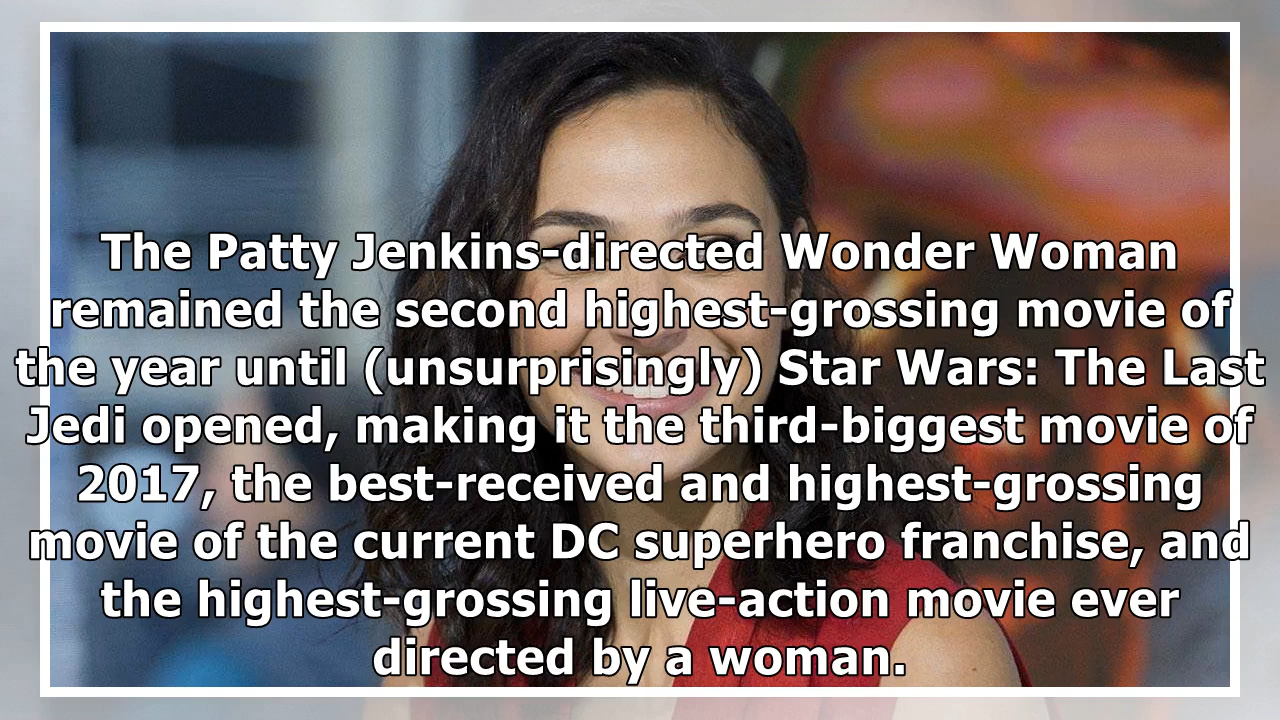 The Patty Jenkins-directed Wonder Woman
remained the second highest-grossing movie of
the year until (unsurprisingly) Star Wars: The Last
Jedi opened, making it the third-biggest movie of
2017, the best-received and highest-grossing
movie of the current DC superhero franchise, and
the highest-grossing live-action movie ever
directed by a woman.